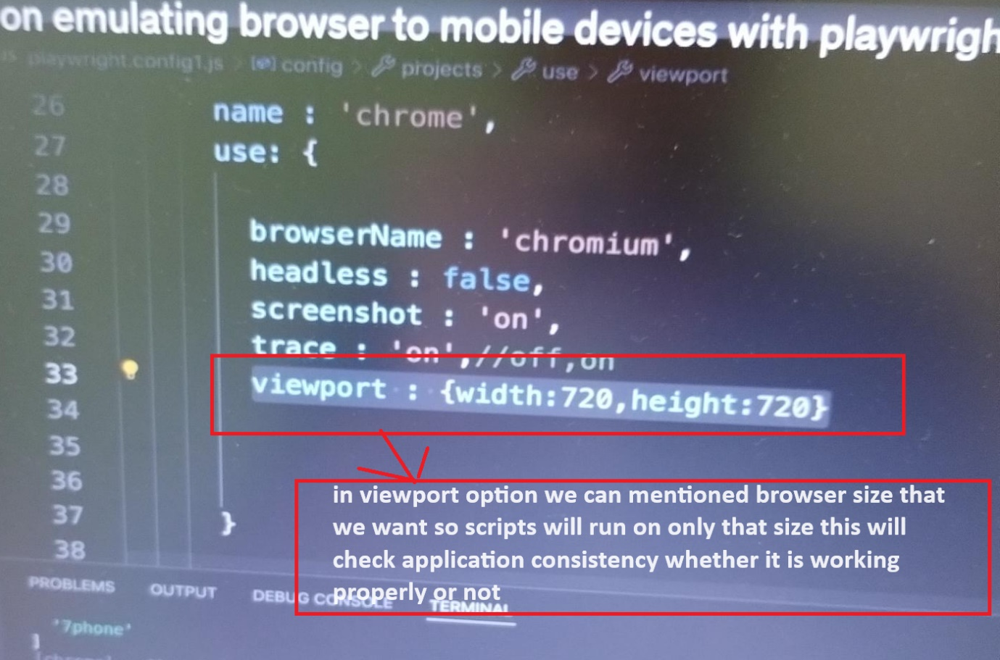 on emulating browser to mobile devices with playwrigh
JS playwright.config1.js > config > projects > use > viewport
26 name : 'chrome',
27 use: {
28
29 browserName : 'chromium',
30 headless : false,
31 screenshot : 'on',
32 trace : 'on',//off,on
33 viewport : {width:720,height:720}
34
35
36
37 }
38
in viewport option we can mentioned browser size that
we want so scripts will run on only that size this will
check application consistency whether it is working
properly or not
PROBLEMS OUTPUT DEBUG CONSOLE TERMINAL
'7phone'
]